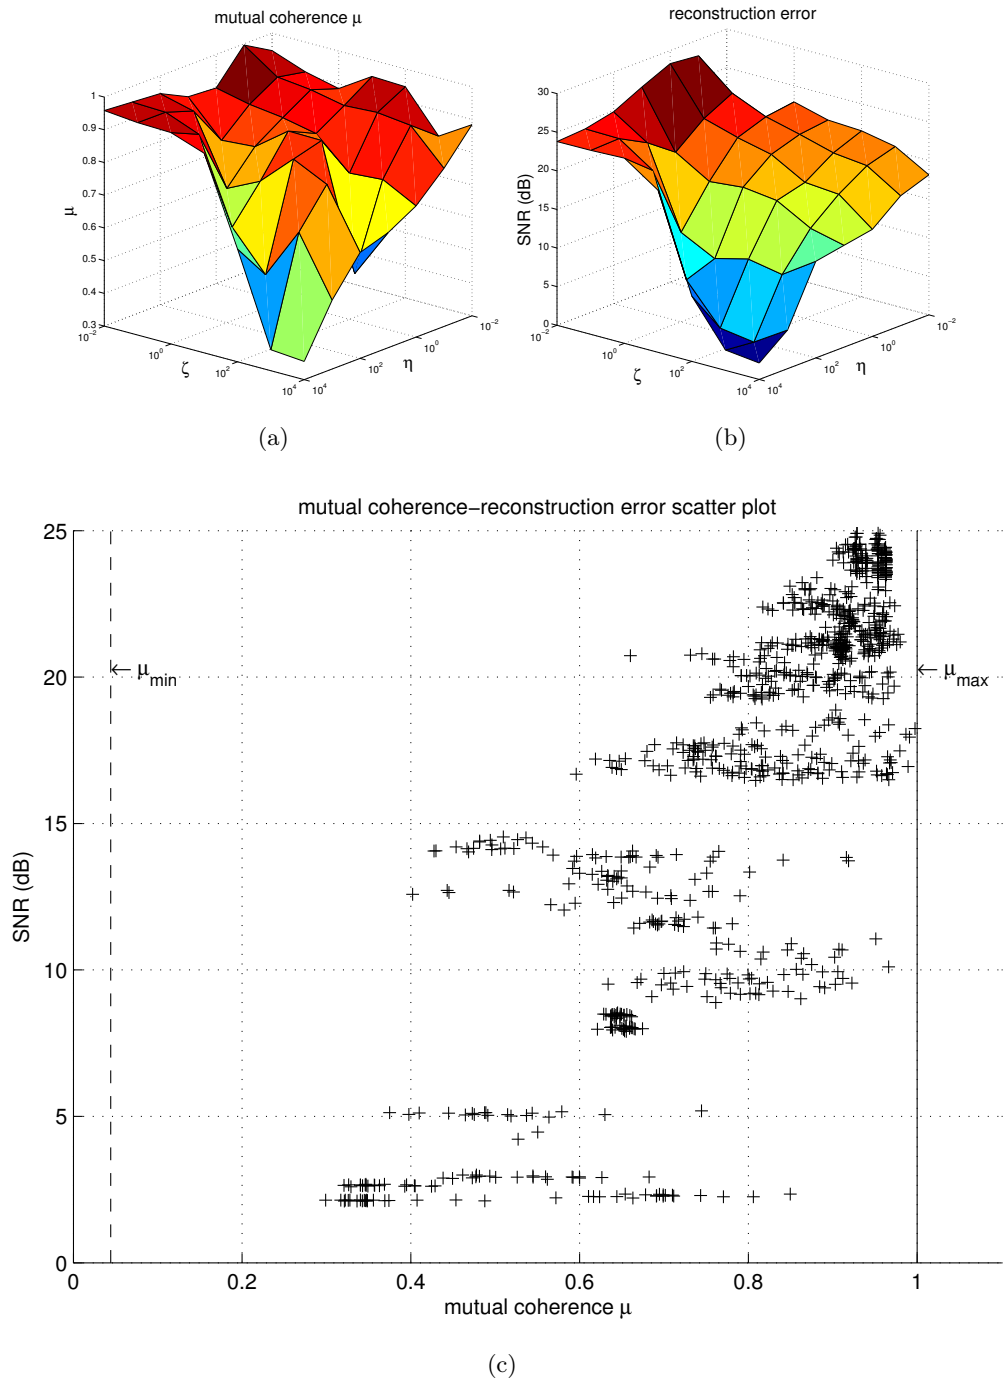 mutual coherence μ
reconstruction error
1
0.9
0.8
0.7
0.6
0.5
0.4
0.3
μ
10⁻²
10⁰
10²
10⁴
ζ
10⁴
10²
10⁰
10⁻²
η
30
25
20
15
10
5
0
SNR (dB)
10⁻²
10⁰
10²
10⁴
ζ
10⁴
10²
10⁰
10⁻²
η
(a)
(b)
mutual coherence−reconstruction error scatter plot
25
20
15
10
5
0
SNR (dB)
← μmin
← μmax
0 0.2 0.4 0.6 0.8 1
mutual coherence μ
(c)